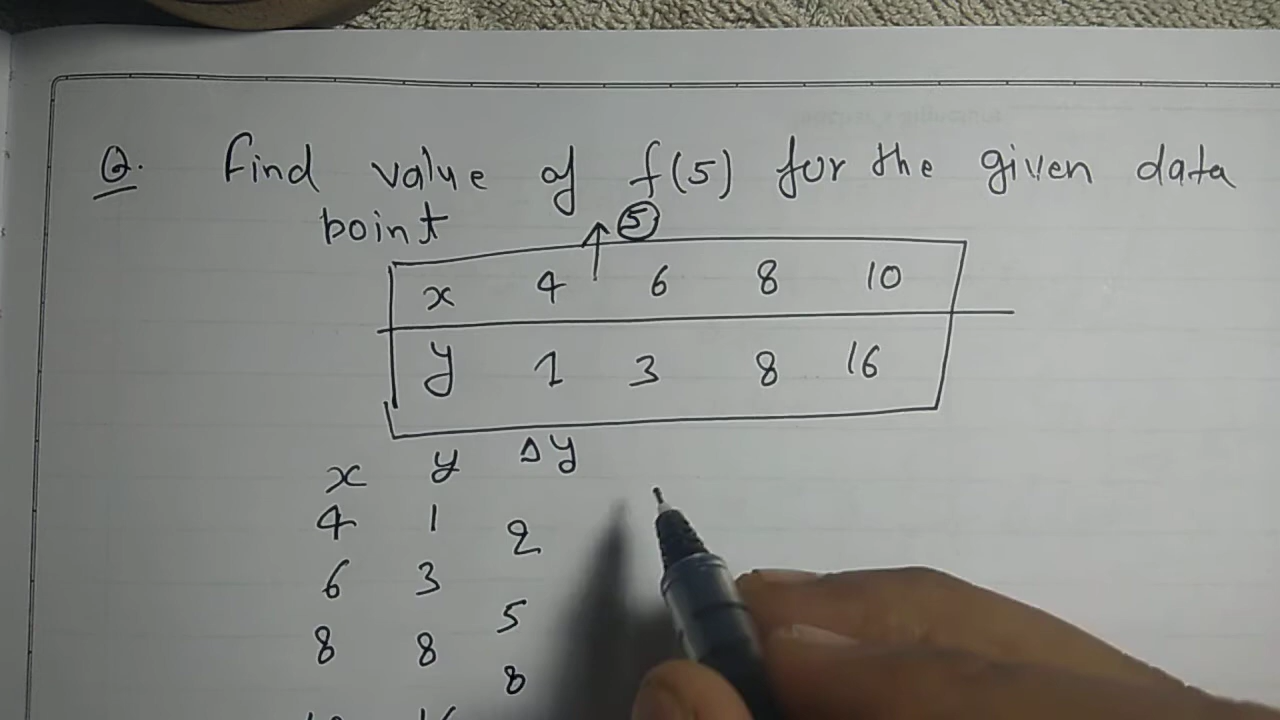 Q. Find value of f(5) for the given data
point
5
x 4 6 8 10
y 1 3 8 16
x y Δy
4 1
2
6 3
5
8 8
8